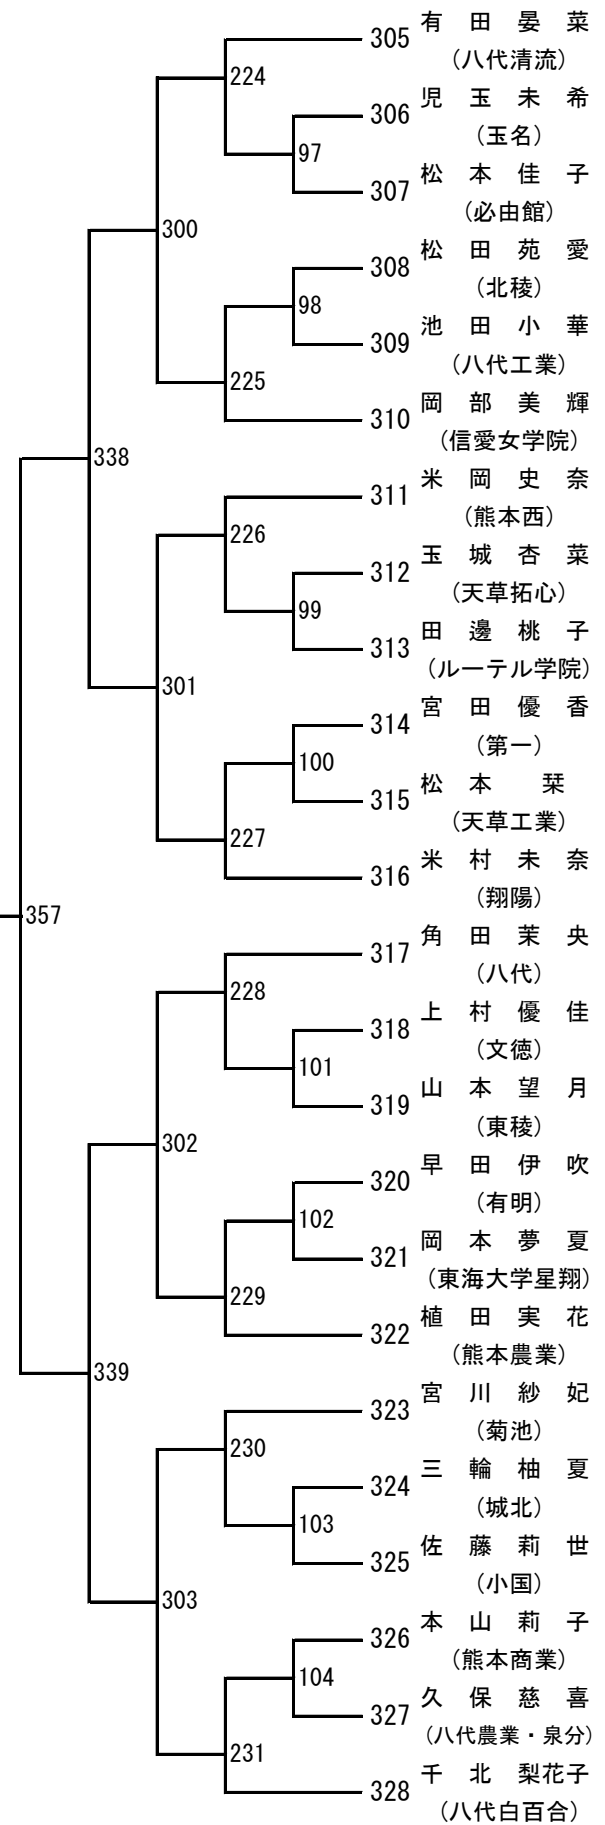 305 有田晏菜
(八代清流)
224
306 児玉未希
(玉名)
97
307 松本佳子
(必由館)
300
308 松田苑愛
(北稜)
98
309 池田小華
(八代工業)
225
310 岡部美輝
(信愛女学院)
338
311 米岡史奈
(熊本西)
226
312 玉城杏菜
(天草拓心)
99
313 田邊桃子
(ルーテル学院)
301
314 宮田優香
(第一)
100
315 松本 栞
(天草工業)
227
316 米村未奈
(翔陽)
357
317 角田茉央
(八代)
228
318 上村優佳
(文徳)
101
319 山本望月
(東稜)
302
320 早田伊吹
(有明)
102
321 岡本夢夏
(東海大学星翔)
229
322 植田実花
(熊本農業)
339
323 宮川紗妃
(菊池)
230
324 三輪柚夏
(城北)
103
325 佐藤莉世
(小国)
303
326 本山莉子
(熊本商業)
104
327 久保慈喜
(八代農業・泉分)
231
328 千北梨花子
(八代白百合)